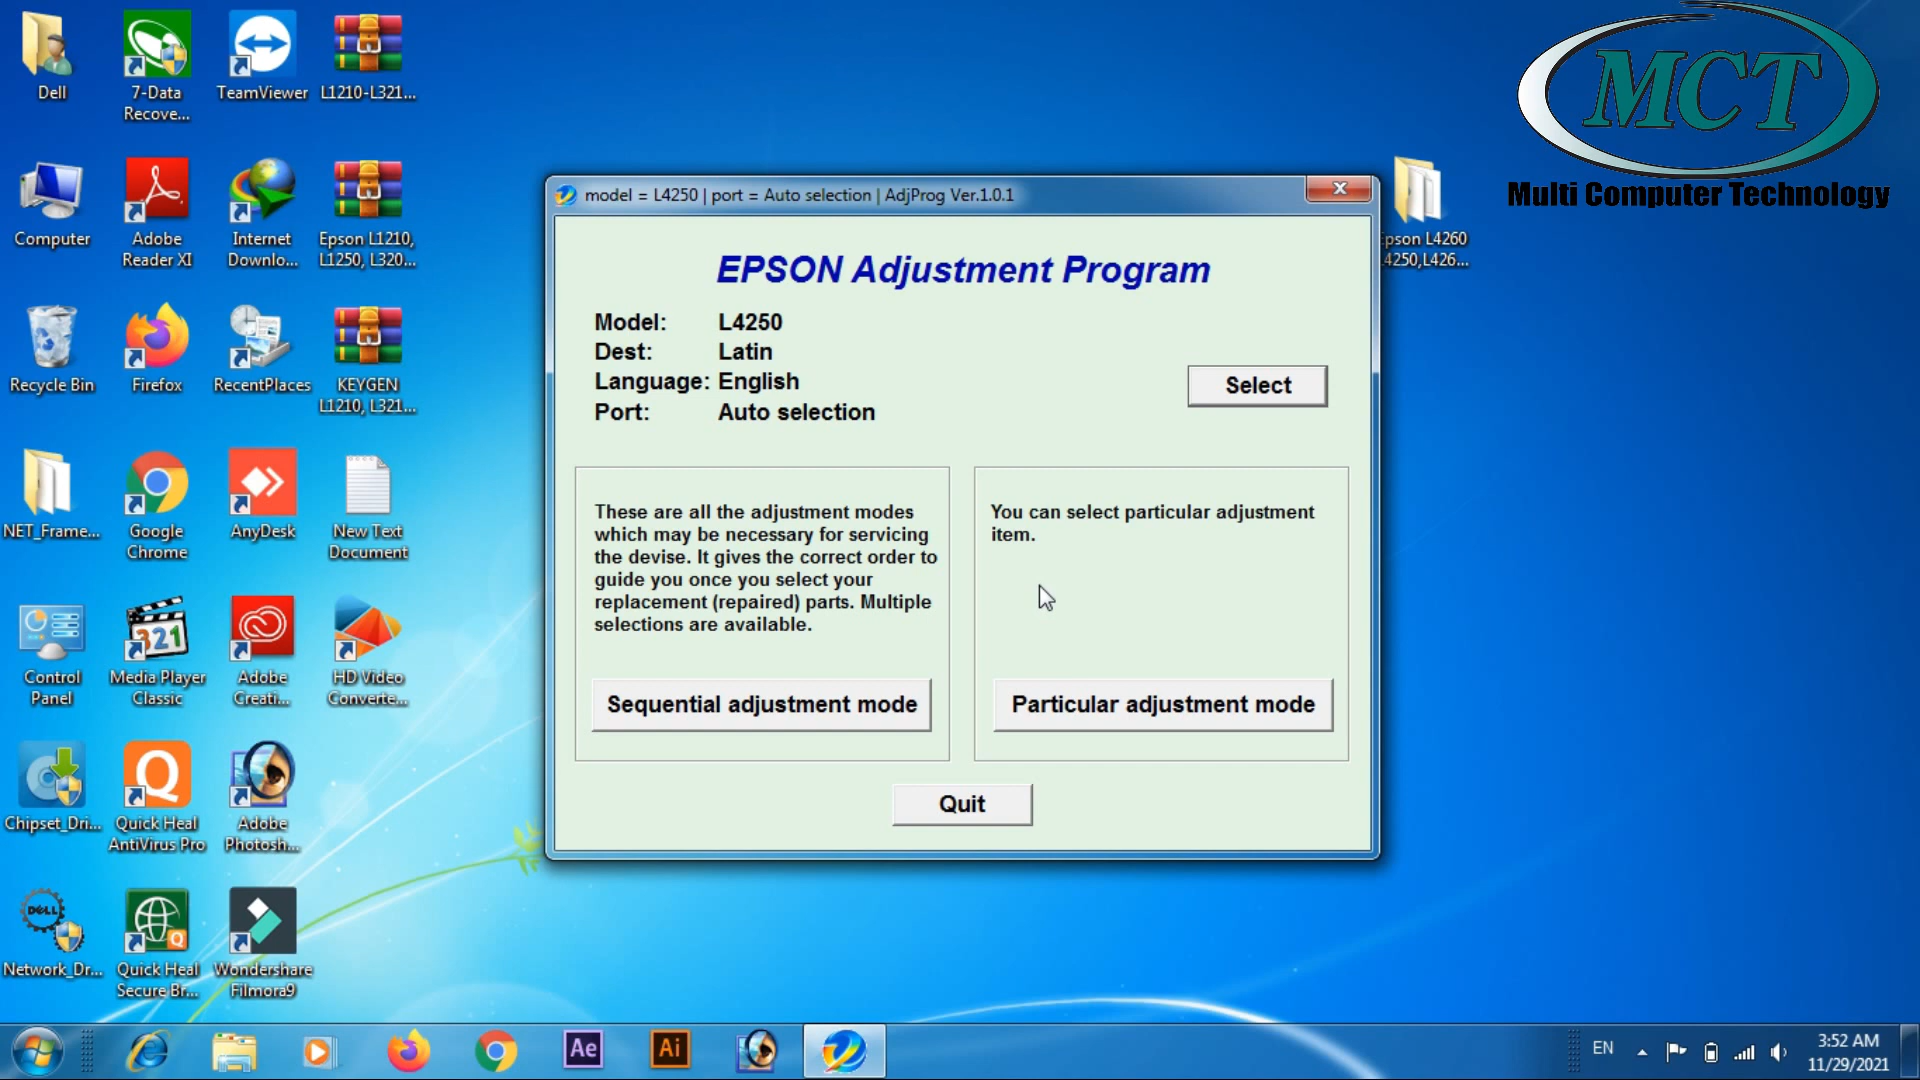 Dell
7-Data
Recove...
TeamViewer
L1210-L321...
Computer
Adobe
Reader XI
Internet
Downlo...
Epson L1210,
L1250, L320...
Recycle Bin
Firefox
RecentPlaces
KEYGEN
L1210, L321...
NET_Frame...
Google
Chrome
AnyDesk
New Text
Document
321
Control
Panel
Media Player
Classic
Adobe
Creati...
HD Video
Converte...
Chipset_Dri...
Quick Heal
AntiVirus Pro
Adobe
Photosh...
DELL
Network_Dr...
Quick Heal
Secure Br...
Wondershare
Filmora9
model = L4250 | port = Auto selection | AdjProg Ver.1.0.1
EPSON Adjustment Program
Model: L4250
Dest: Latin
Language: English
Port: Auto selection
Select
These are all the adjustment modes
which may be necessary for servicing
the devise. It gives the correct order to
guide you once you select your
replacement (repaired) parts. Multiple
selections are available.
Sequential adjustment mode
You can select particular adjustment
item.
Particular adjustment mode
Quit
MCT
Multi Computer Technology
pson L4260
4250,L426...
Ae
Ai
EN
3:52 AM
11/29/2021